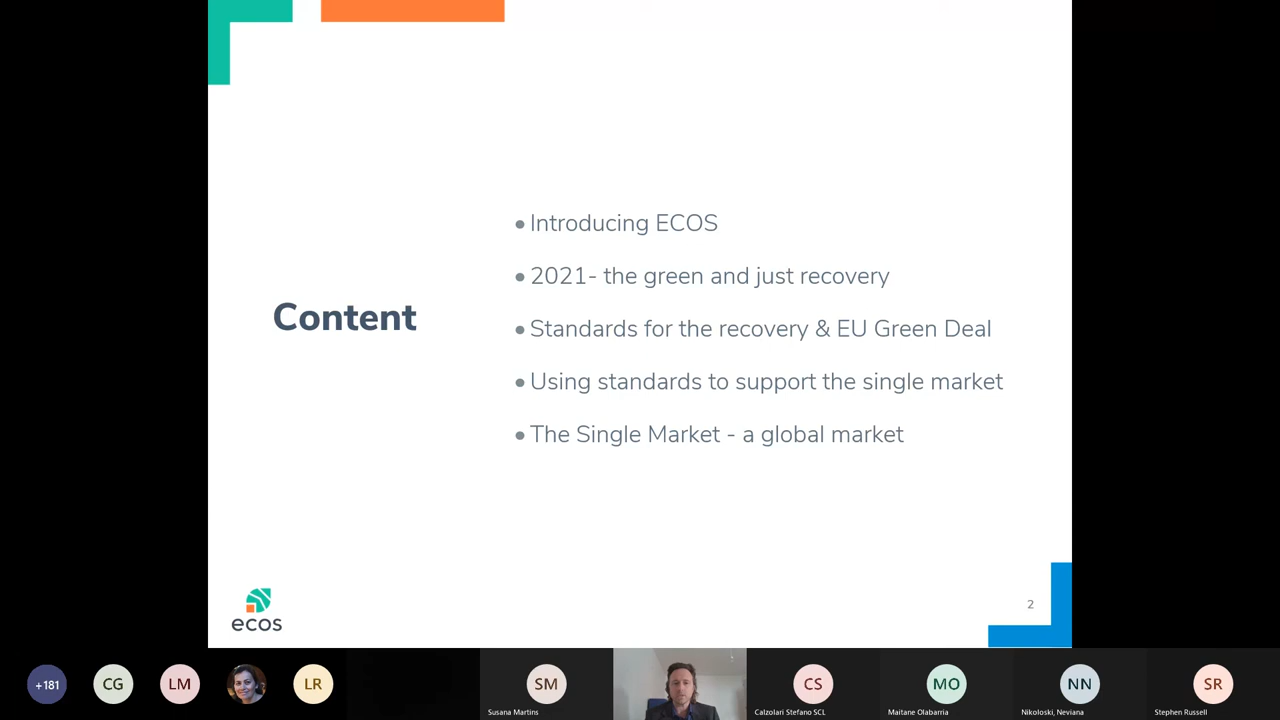 Content
• Introducing ECOS
• 2021- the green and just recovery
• Standards for the recovery & EU Green Deal
• Using standards to support the single market
• The Single Market - a global market
ecos
2
+181
CG
LM
LR
SM
Susana Martins
CS
Calzolari Stefano SCL
MO
Maitane Olabarria
NN
Nikoloski, Neviana
SR
Stephen Russell